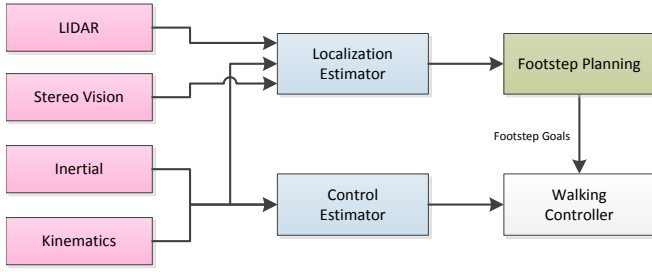 LIDAR
Stereo Vision
Inertial
Kinematics
Localization
Estimator
Control
Estimator
Footstep Planning
Footstep Goals
Walking
Controller